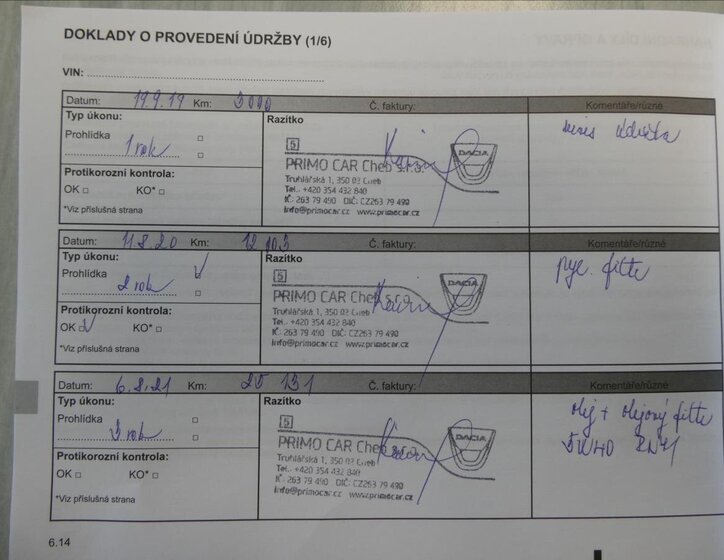 DOKLADY O PROVEDENÍ ÚDRŽBY (1/6)
VIN:
Datum: 19.9.19 Km: Č. faktury: Komentáře/různé
Typ úkonu: Razítko
Prohlídka
1 rok
Protikorozní kontrola:
OK □ KO* □
*Viz příslušná strana
5
PRIMO CAR Cheb s.r.o.
Truhlářská 1, 350 02 Cheb
Tel. +420 354 432 840
IČ: 263 79 490 DIČ: CZ263 79 490
info@primocar.cz www.primocar.cz
DACIA
Datum: 11.8.20 Km: Č. faktury: Komentáře/různé
Typ úkonu: Razítko
Prohlídka
2 rok
Protikorozní kontrola:
OK □ KO* □
*Viz příslušná strana
5
PRIMO CAR Cheb s.r.o.
Truhlářská 1, 350 02 Cheb
Tel. +420 354 432 840
IČ: 263 79 490 DIČ: CZ263 79 490
info@primocar.cz www.primocar.cz
DACIA
pyl. filtr
Datum: 6.8.21 Km: 25 131 Č. faktury: Komentáře/různé
Typ úkonu: Razítko
Prohlídka
3 rok
Protikorozní kontrola:
OK □ KO* □
*Viz příslušná strana
5
PRIMO CAR Cheb s.r.o.
Truhlářská 1, 350 02 Cheb
Tel. +420 354 432 840
IČ: 263 79 490 DIČ: CZ263 79 490
info@primocar.cz www.primocar.cz
DACIA
olej + olejový filtr
5W40
6.14